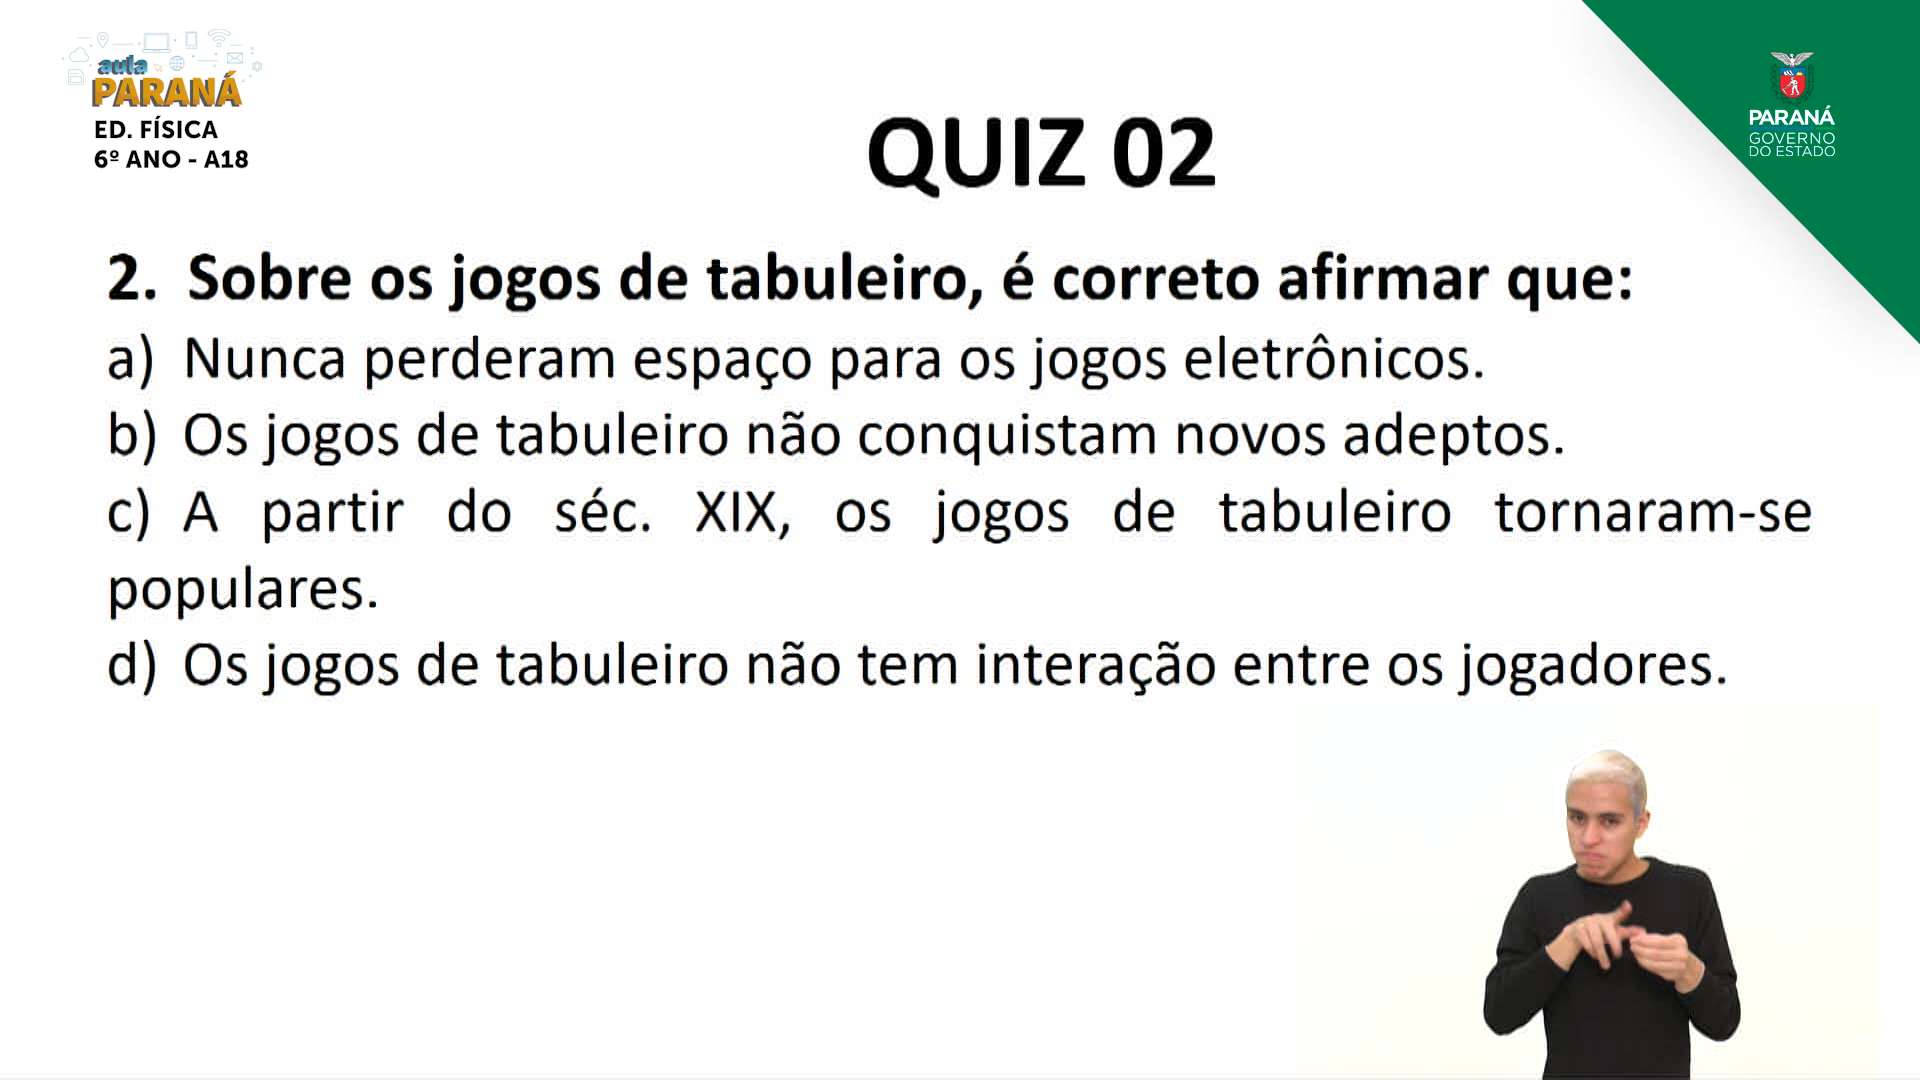 aula
PARANÁ
ED. FÍSICA
6º ANO - A18
PARANÁ
GOVERNO
DO ESTADO
QUIZ 02
2. Sobre os jogos de tabuleiro, é correto afirmar que:
a) Nunca perderam espaço para os jogos eletrônicos.
b) Os jogos de tabuleiro não conquistam novos adeptos.
c) A partir do séc. XIX, os jogos de tabuleiro tornaram-se
populares.
d) Os jogos de tabuleiro não tem interação entre os jogadores.